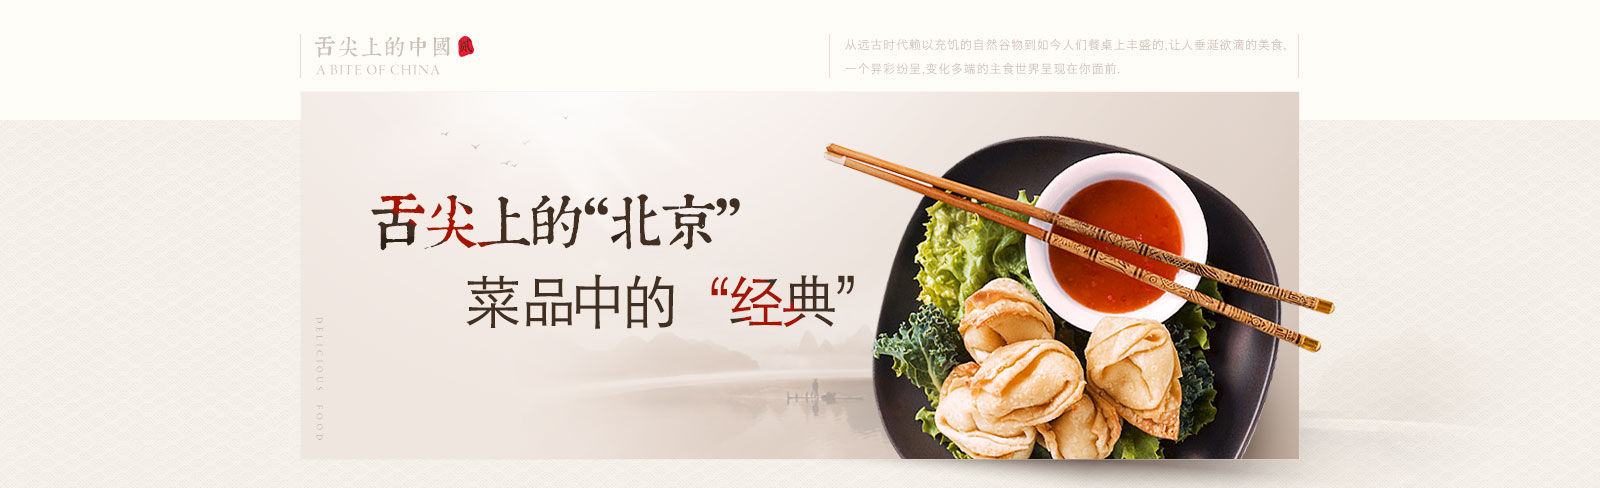 舌尖上的中國 贰
A BITE OF CHINA
从远古时代赖以充饥的自然谷物到如今人们餐桌上丰盛的,让人垂涎欲滴的美食,
一个异彩纷呈,变化多端的主食世界呈现在你面前.
舌尖上的“北京”
菜品中的 “经典”
DELICIOUS FOOD